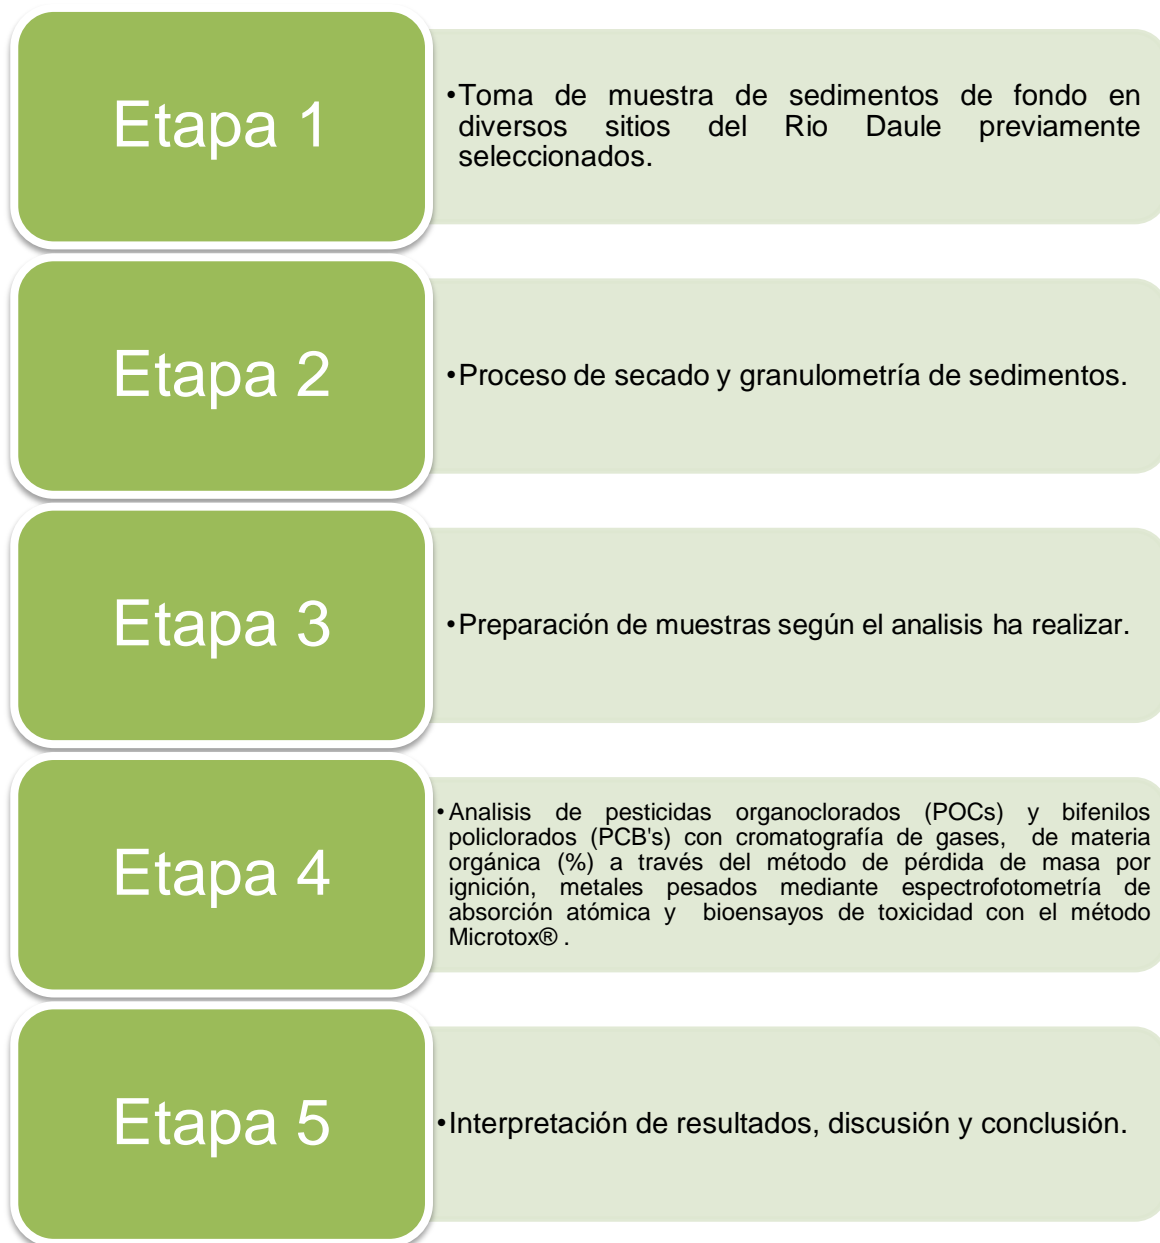 Etapa 1
•Toma de muestra de sedimentos de fondo en
diversos sitios del Rio Daule previamente
seleccionados.
Etapa 2
•Proceso de secado y granulometría de sedimentos.
Etapa 3
•Preparación de muestras según el analisis ha realizar.
Etapa 4
•Analisis de pesticidas organoclorados (POCs) y bifenilos
policlorados (PCB's) con cromatografía de gases, de materia
orgánica (%) a través del método de pérdida de masa por
ignición, metales pesados mediante espectrofotometría de
absorción atómica y bioensayos de toxicidad con el método
Microtox® .
Etapa 5
•Interpretación de resultados, discusión y conclusión.